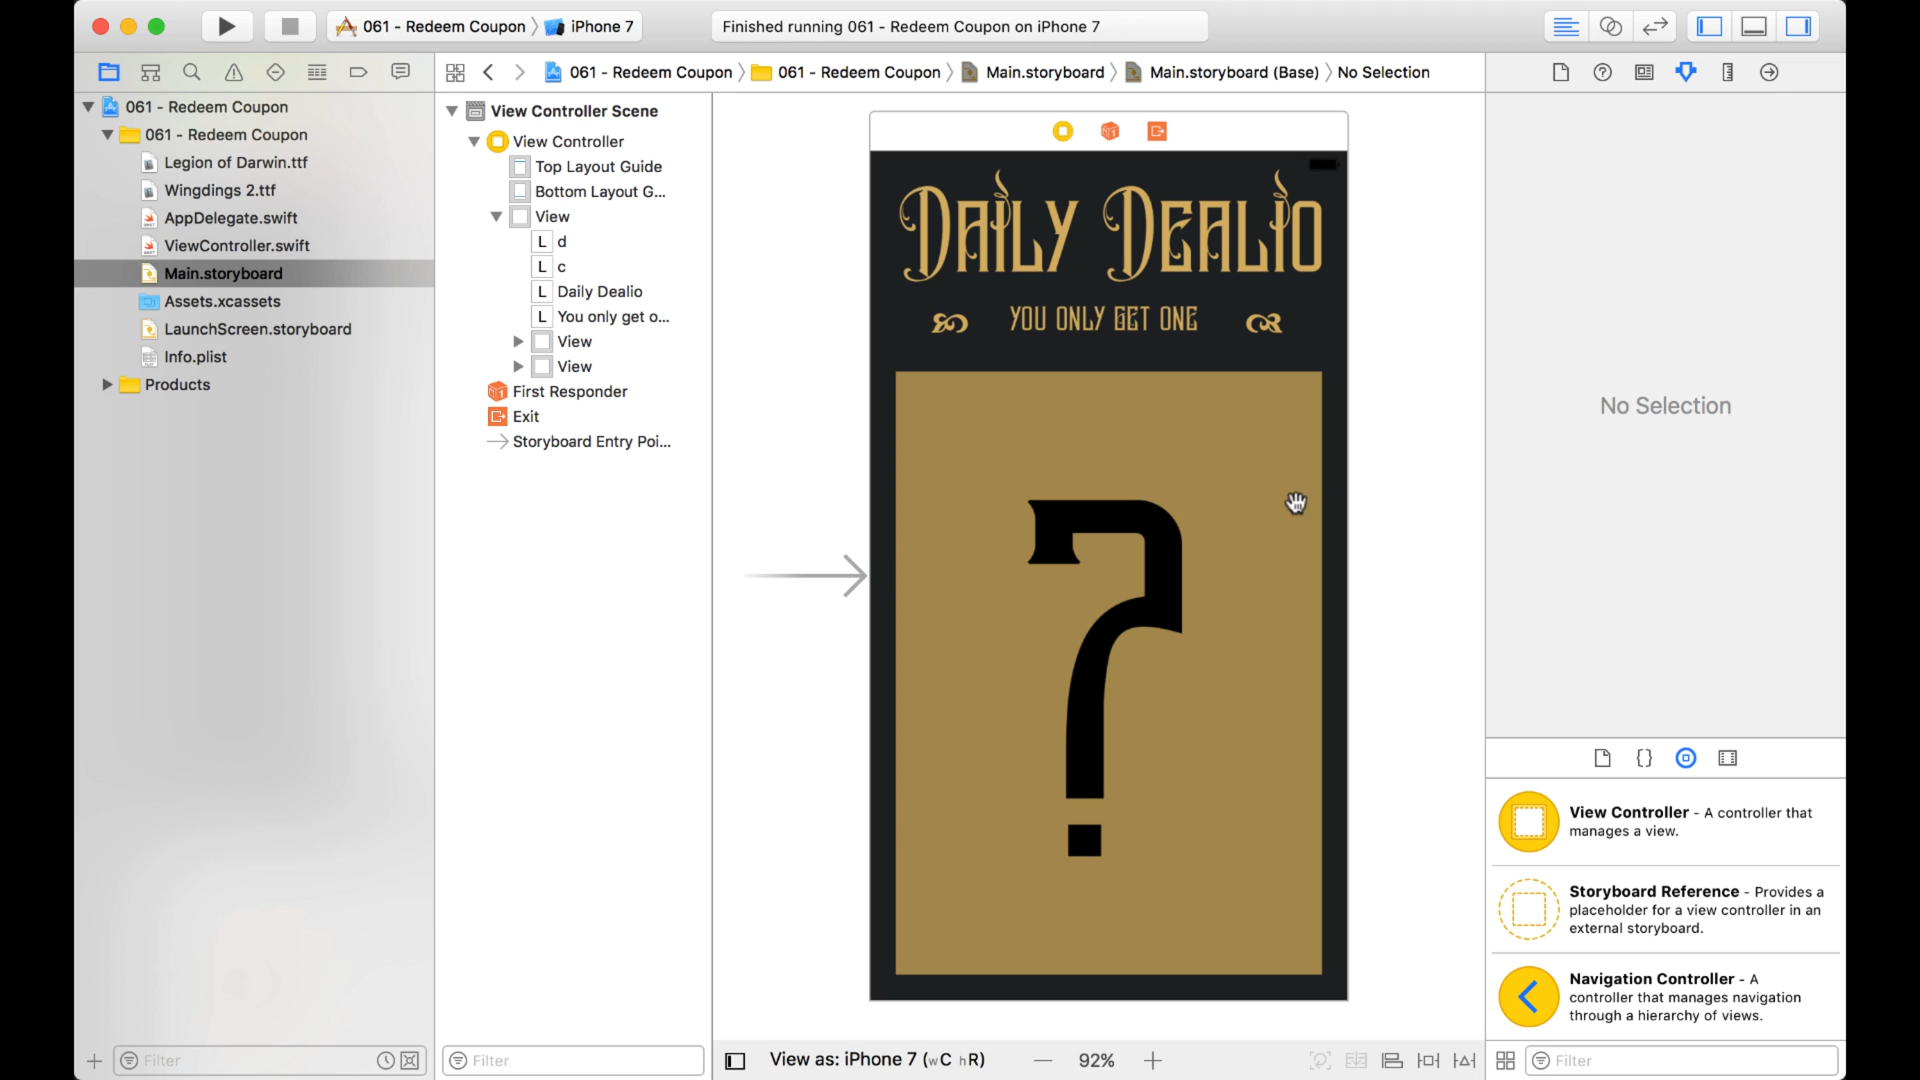 061 - Redeem Coupon
iPhone 7
Finished running 061 - Redeem Coupon on iPhone 7
061 - Redeem Coupon
061 - Redeem Coupon
Main.storyboard
Main.storyboard (Base)
No Selection
061 - Redeem Coupon
061 - Redeem Coupon
Legion of Darwin.ttf
Wingdings 2.ttf
AppDelegate.swift
ViewController.swift
Main.storyboard
Assets.xcassets
LaunchScreen.storyboard
Info.plist
Products
Filter
View Controller Scene
View Controller
Top Layout Guide
Bottom Layout G...
View
L d
L c
L Daily Dealio
L You only get o...
View
View
First Responder
Exit
Storyboard Entry Poi...
Filter
Daily Dealio
You only get one
?
View as: iPhone 7 (wC hR)
92%
No Selection
View Controller - A controller that
manages a view.
Storyboard Reference - Provides a
placeholder for a view controller in an
external storyboard.
Navigation Controller - A
controller that manages navigation
through a hierarchy of views.
Filter